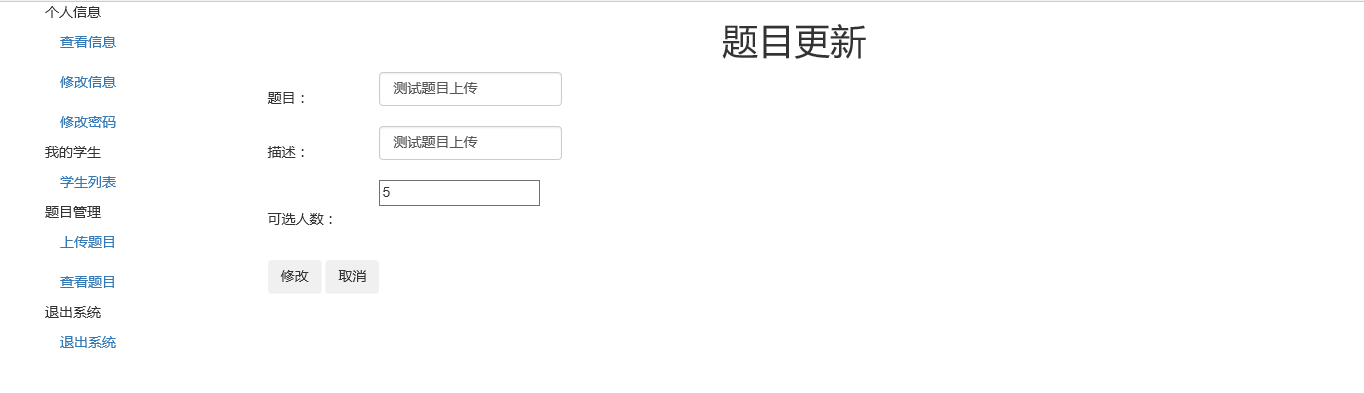 个人信息
查看信息
修改信息
修改密码
我的学生
学生列表
题目管理
上传题目
查看题目
退出系统
退出系统
题目更新
题目：
测试题目上传
描述：
测试题目上传
可选人数：
5
修改 取消